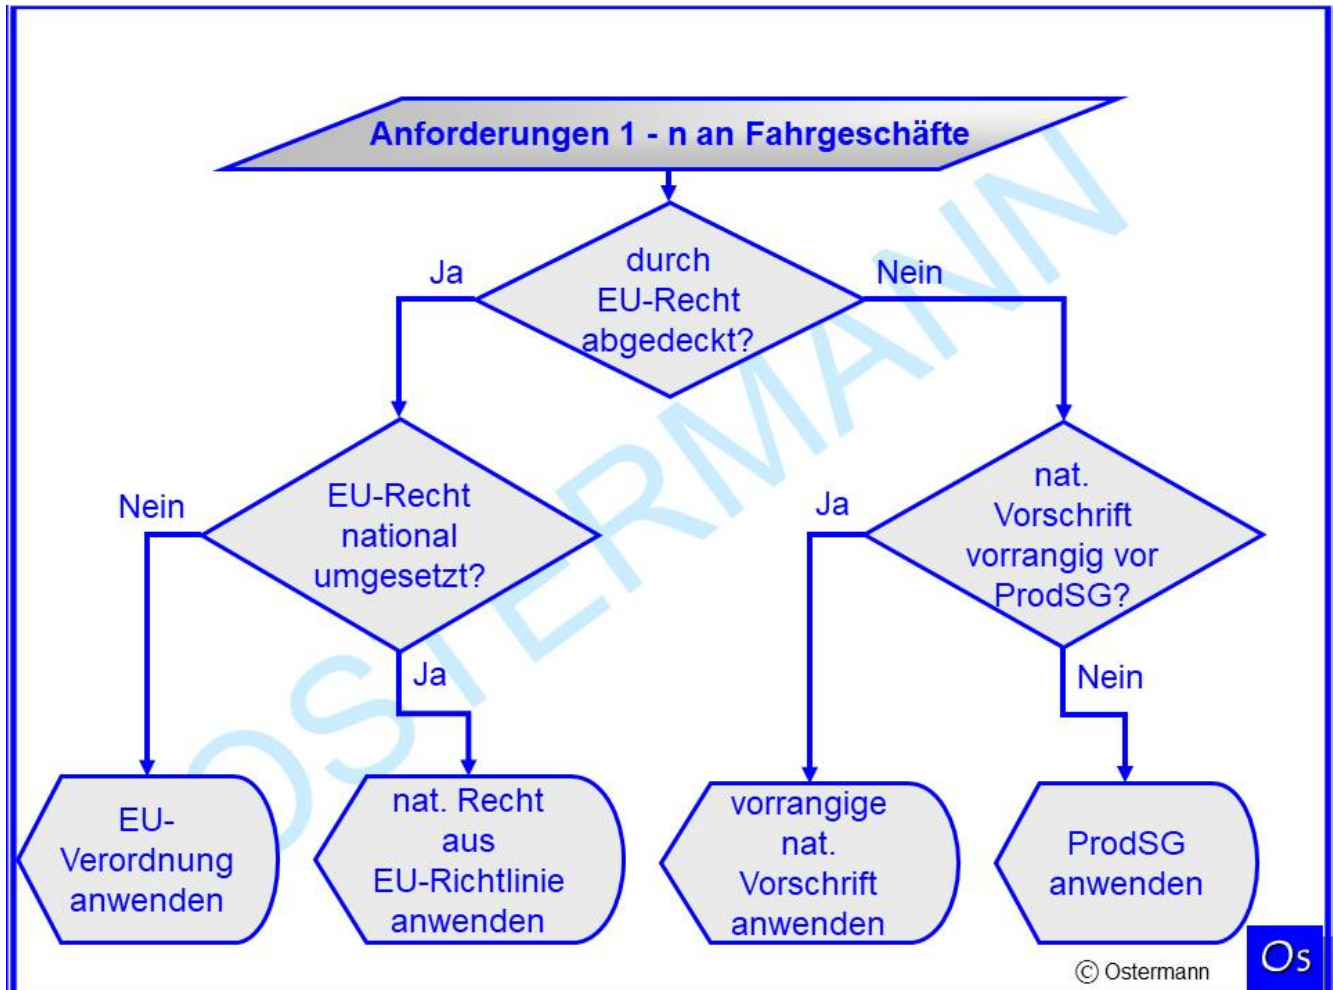 Anforderungen 1 - n an Fahrgeschäfte
durch
EU-Recht
abgedeckt?
Ja
Nein
EU-Recht
national
umgesetzt?
Nein
Ja
nat.
Vorschrift
vorrangig vor
ProdSG?
Ja
Nein
EU-
Verordnung
anwenden
nat. Recht
aus
EU-Richtlinie
anwenden
vorrangige
nat.
Vorschrift
anwenden
ProdSG
anwenden
OSTERMANN
© Ostermann
Os